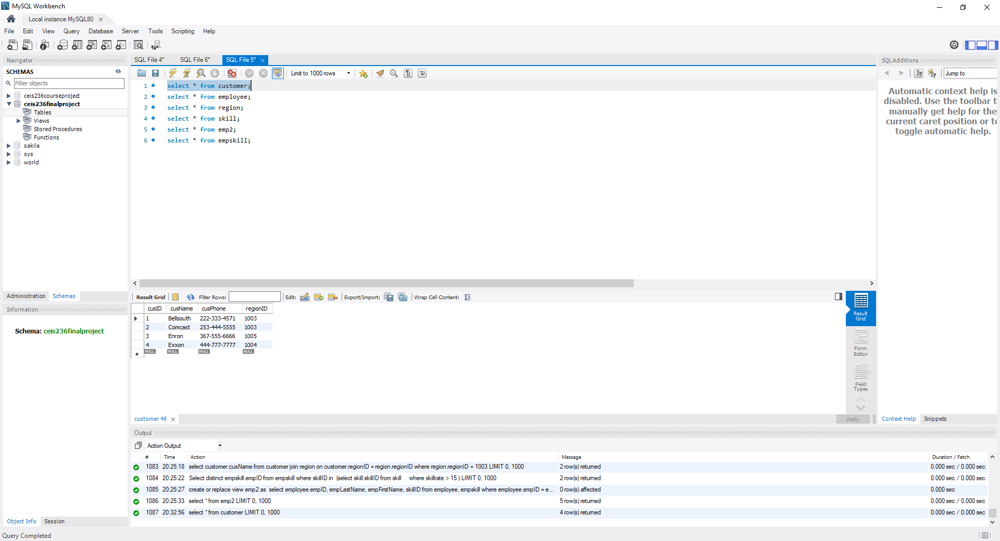 MySQL Workbench
Local instance MySQL80
File Edit View Query Database Server Tools Scripting Help
Navigator
SCHEMAS
Filter objects
ceis236courseproject
ceis236finalproject
Tables
Views
Stored Procedures
Functions
sakila
sys
world
Administration Schemas
Information
Schema: ceis236finalproject
Object Info Session
SQL File 4* SQL File 6* SQL File 5*
Limit to 1000 rows
1 select * from customer;
2 select * from employee;
3 select * from region;
4 select * from skill;
5 select * from emp2;
6 select * from empskill;
Result Grid Filter Rows: Edit: Export/Import: Wrap Cell Content:
cusID cusName cusPhone regionID
1 Bellsouth 222-333-4571 1003
2 Comcast 253-444-5555 1003
3 Enron 367-555-6666 1005
4 Exxon 444-777-7777 1004
NULL NULL NULL NULL
Result
Grid
Form
Editor
Field
Types
customer 48
Apply
SQLAdditions
Jump to
Automatic context help is
disabled. Use the toolbar t
manually get help for the
current caret position or to
toggle automatic help.
Context Help Snippets
Output
Action Output
# Time Action Message Duration / Fetch
1083 20:25:18 select customer.cusName from customer join region on customer.regionID = region.regionID where region.regionID = 1003 LIMIT 0, 1000 2 row(s) returned 0.000 sec / 0.000 sec
1084 20:25:22 Select distinct empskill.empID from empskill where skillID in (select skill.skillID from skill where skillrate > 15 ) LIMIT 0, 1000 2 row(s) returned 0.000 sec / 0.000 sec
1085 20:25:27 create or replace view emp2 as select employee.empID, empLastName, empFirstName, skillID from employee, empskill where employee.empID = e... 0 row(s) affected 0.000 sec
1086 20:25:33 select * from emp2 LIMIT 0, 1000 5 row(s) returned 0.000 sec / 0.000 sec
1087 20:32:56 select * from customer LIMIT 0, 1000 4 row(s) returned 0.000 sec / 0.000 sec
Query Completed